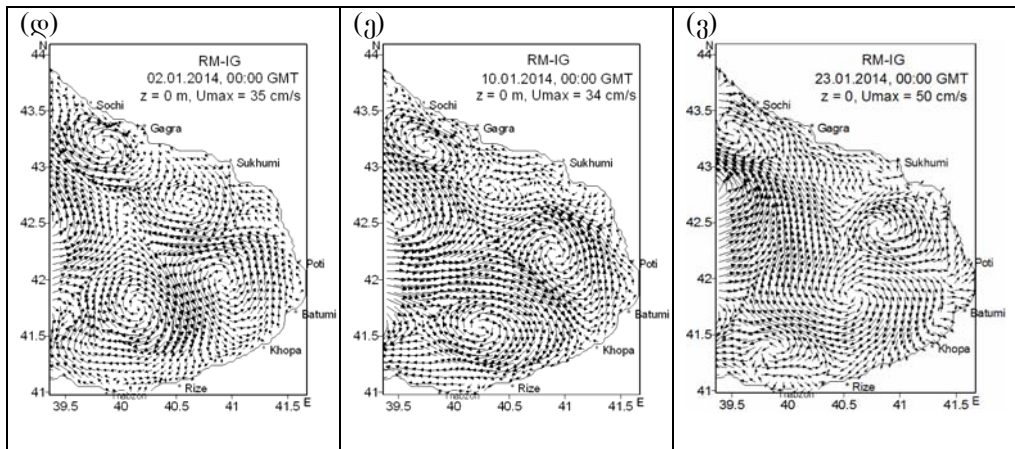 (დ)
N
44
RM-IG
02.01.2014, 00:00 GMT
z = 0 m, Umax = 35 cm/s
43.5
Sochi
Gagra
43
Sukhumi
42.5
42
Poti
41.5
Batumi
Khopa
41
Trabzon
Rize
39.5 40 40.5 41 41.5 E
(ე)
N
44
RM-IG
10.01.2014, 00:00 GMT
z = 0 m, Umax = 34 cm/s
43.5
Sochi
Gagra
43
Sukhumi
42.5
42
Poti
41.5
Batumi
Khopa
41
Trabzon
Rize
39.5 40 40.5 41 41.5 E
(ვ)
N
44
RM-IG
23.01.2014, 00:00 GMT
z = 0, Umax = 50 cm/s
43.5
Sochi
Gagra
43
Sukhumi
42.5
42
Poti
41.5
Batumi
Khopa
41
Trabzon
Rize
39.5 40 40.5 41 41.5 E